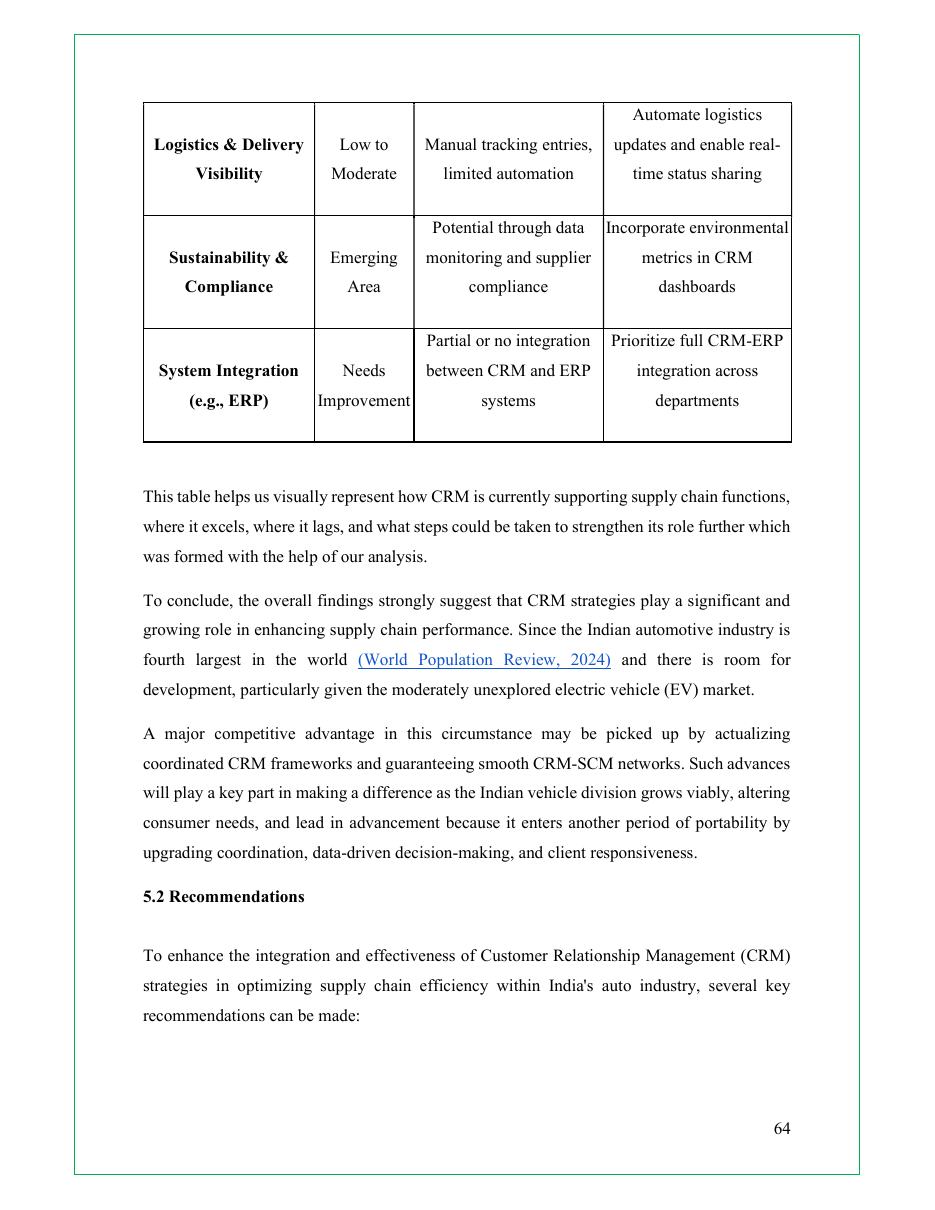 Logistics & Delivery
Visibility
Low to
Moderate
Manual tracking entries,
limited automation
Automate logistics
updates and enable real-
time status sharing
Sustainability &
Compliance
Emerging
Area
Potential through data
monitoring and supplier
compliance
Incorporate environmental
metrics in CRM
dashboards
System Integration
(e.g., ERP)
Needs
Improvement
Partial or no integration
between CRM and ERP
systems
Prioritize full CRM-ERP
integration across
departments
This table helps us visually represent how CRM is currently supporting supply chain functions,
where it excels, where it lags, and what steps could be taken to strengthen its role further which
was formed with the help of our analysis.
To conclude, the overall findings strongly suggest that CRM strategies play a significant and
growing role in enhancing supply chain performance. Since the Indian automotive industry is
fourth largest in the world (World Population Review, 2024) and there is room for
development, particularly given the moderately unexplored electric vehicle (EV) market.
A major competitive advantage in this circumstance may be picked up by actualizing
coordinated CRM frameworks and guaranteeing smooth CRM-SCM networks. Such advances
will play a key part in making a difference as the Indian vehicle division grows viably, altering
consumer needs, and lead in advancement because it enters another period of portability by
upgrading coordination, data-driven decision-making, and client responsiveness.
5.2 Recommendations
To enhance the integration and effectiveness of Customer Relationship Management (CRM)
strategies in optimizing supply chain efficiency within India's auto industry, several key
recommendations can be made:
64